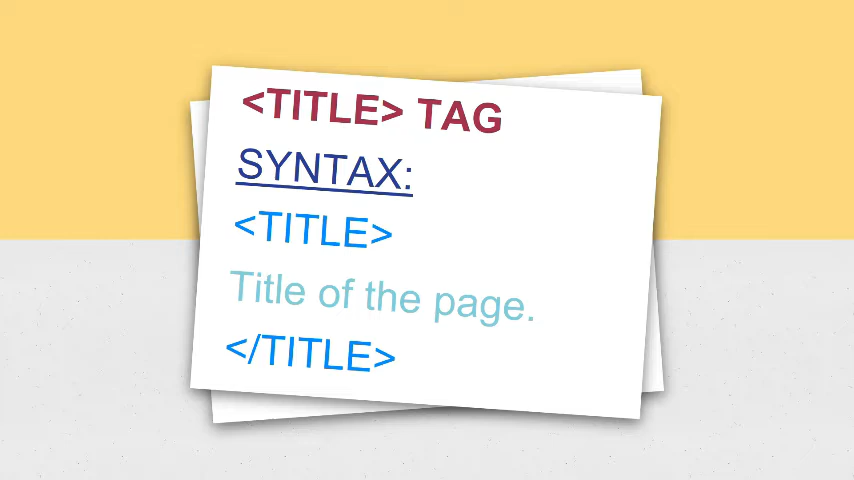 <TITLE> TAG
SYNTAX:
<TITLE>
Title of the page.
</TITLE>